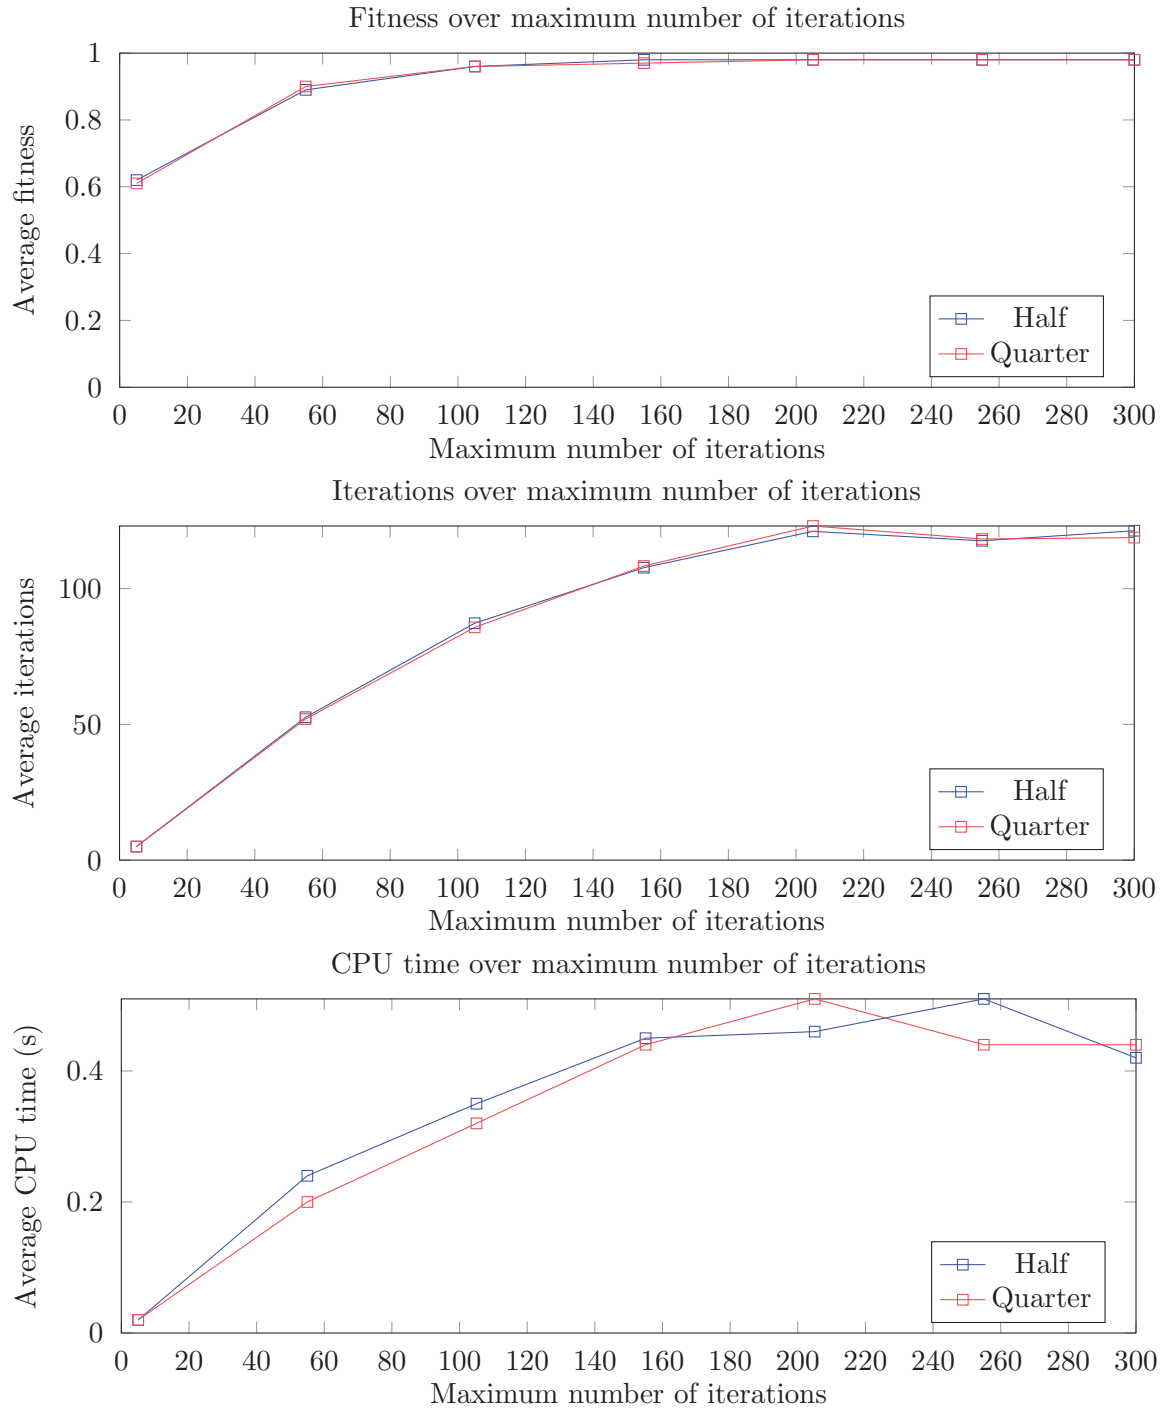 Fitness over maximum number of iterations
1
0.8
0.6
0.4
0.2
0
Average fitness
Half
Quarter
0 20 40 60 80 100 120 140 160 180 200 220 240 260 280 300
Maximum number of iterations
Iterations over maximum number of iterations
100
50
0
Average iterations
Half
Quarter
0 20 40 60 80 100 120 140 160 180 200 220 240 260 280 300
Maximum number of iterations
CPU time over maximum number of iterations
0.4
0.2
0
Average CPU time (s)
Half
Quarter
0 20 40 60 80 100 120 140 160 180 200 220 240 260 280 300
Maximum number of iterations